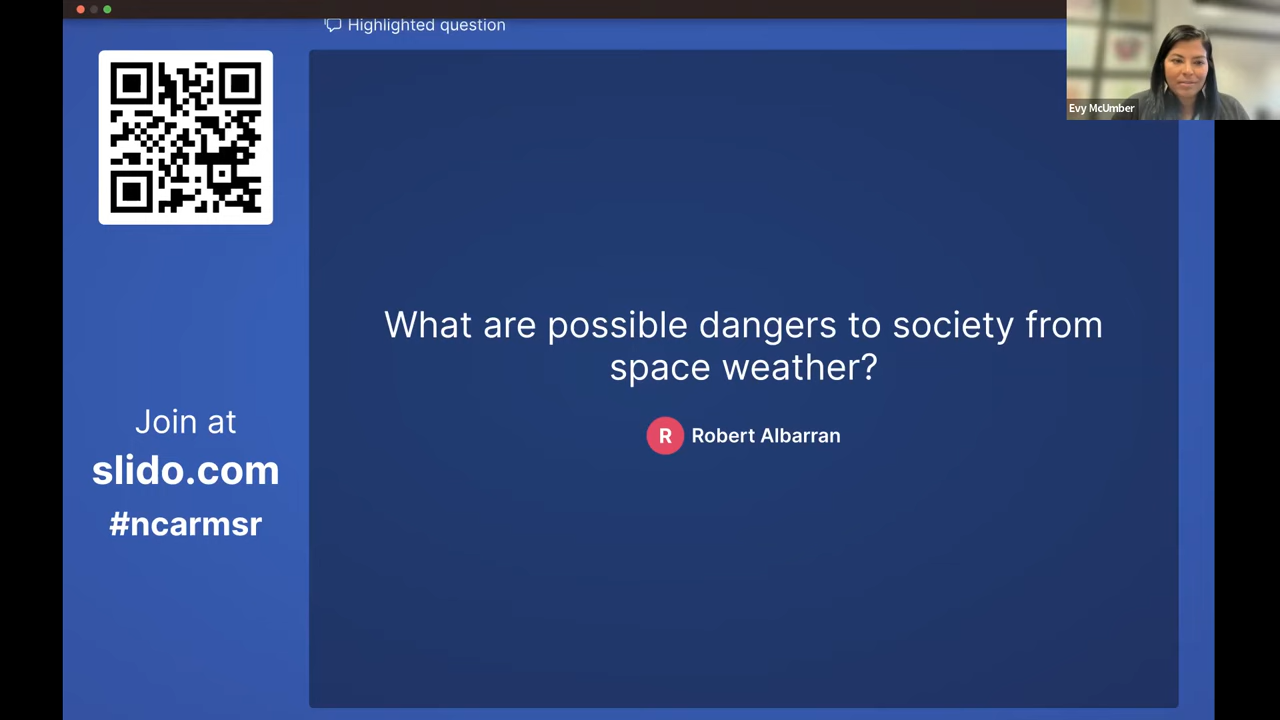 Highlighted question
Evy McUmber
What are possible dangers to society from
space weather?
R Robert Albarran
Join at
slido.com
#ncarmsr